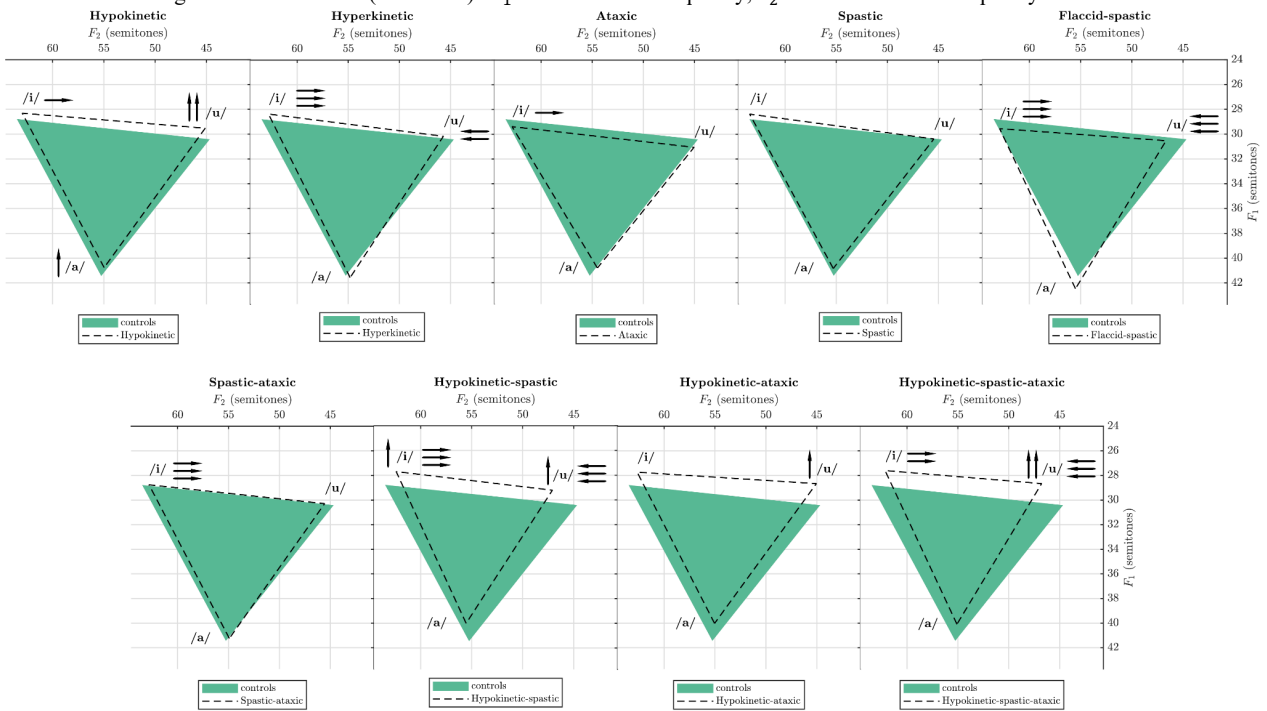 Hypokinetic
F₂ (semitones)
60 55 50 45
/i/
/u/
/a/
controls
Hypokinetic
Hyperkinetic
F₂ (semitones)
60 55 50 45
/i/
/u/
/a/
controls
Hyperkinetic
Ataxic
F₂ (semitones)
60 55 50 45
/i/
/u/
/a/
controls
Ataxic
Spastic
F₂ (semitones)
60 55 50 45
/i/
/u/
/a/
controls
Spastic
Flaccid-spastic
F₂ (semitones)
60 55 50 45
/i/
/u/
/a/
controls
Flaccid-spastic
24
26
28
30
32
34
36
38
40
42
F₁ (semitones)
Spastic-ataxic
F₂ (semitones)
60 55 50 45
/i/
/u/
/a/
controls
Spastic-ataxic
Hypokinetic-spastic
F₂ (semitones)
60 55 50 45
/i/
/u/
/a/
controls
Hypokinetic-spastic
Hypokinetic-ataxic
F₂ (semitones)
60 55 50 45
/i/
/u/
/a/
controls
Hypokinetic-ataxic
Hypokinetic-spastic-ataxic
F₂ (semitones)
60 55 50 45
/i/
/u/
/a/
controls
Hypokinetic-spastic-ataxic
24
26
28
30
32
34
36
38
40
42
F₁ (semitones)